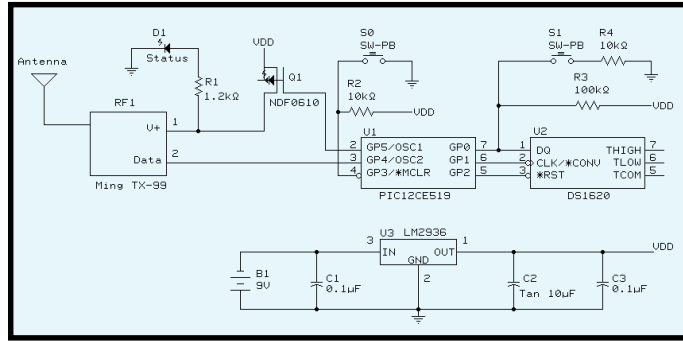 Antenna
D1
Status
VDD
S0
SW-PB
S1
SW-PB
R4
10kΩ
R1
1.2kΩ
Q1
NDF0610
R2
10kΩ
VDD
R3
100kΩ
VDD
RF1
V+ 1
Data 2
Ming TX-99
U1
2 GP5/OSC1 GP0 7
3 GP4/OSC2 GP1 6
4 GP3/*MCLR GP2 5
PIC12CE519
U2
1 DQ THIGH 7
2 CLK/*CONV TLOW 6
3 *RST TCOM 5
DS1620
U3 LM2936
3 IN OUT 1
GND
2
VDD
B1
9V
C1
0.1µF
C2
Tan 10µF
C3
0.1µF